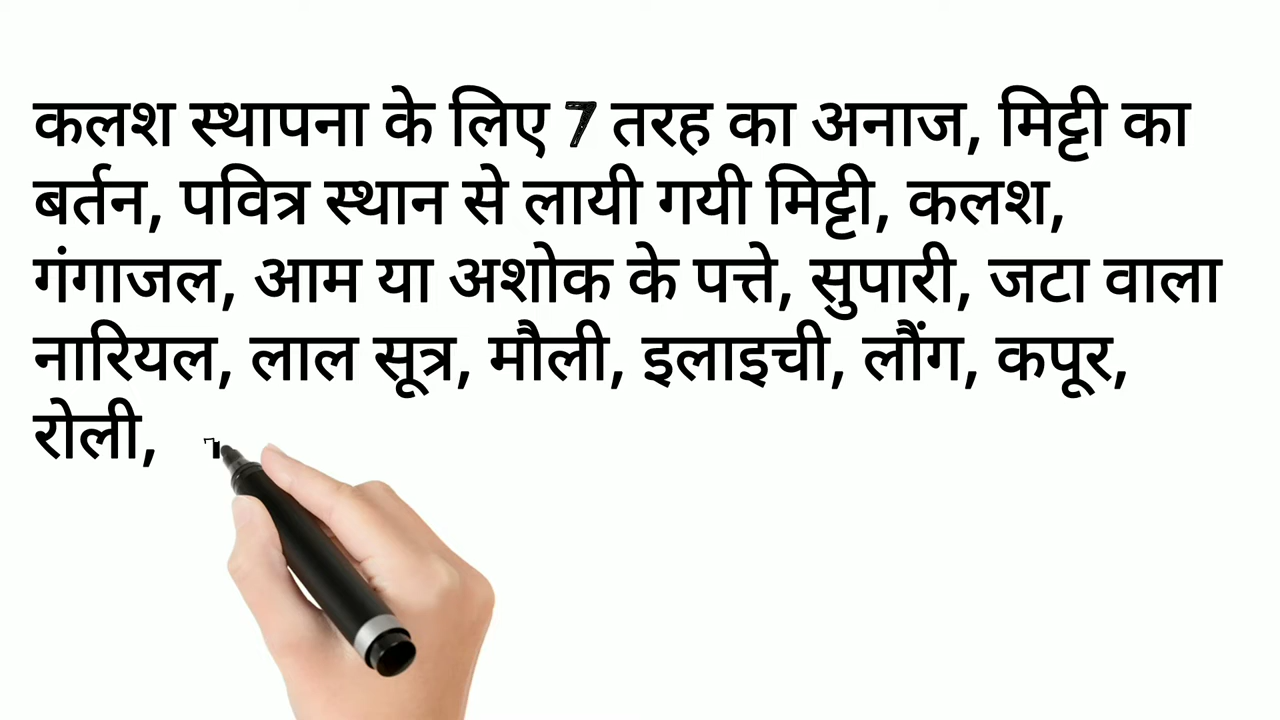 कलश स्थापना के लिए 7 तरह का अनाज, मिट्टी का
बर्तन, पवित्र स्थान से लायी गयी मिट्टी, कलश,
गंगाजल, आम या अशोक के पत्ते, सुपारी, जटा वाला
नारियल, लाल सूत्र, मौली, इलाइची, लौंग, कपूर,
रोली,